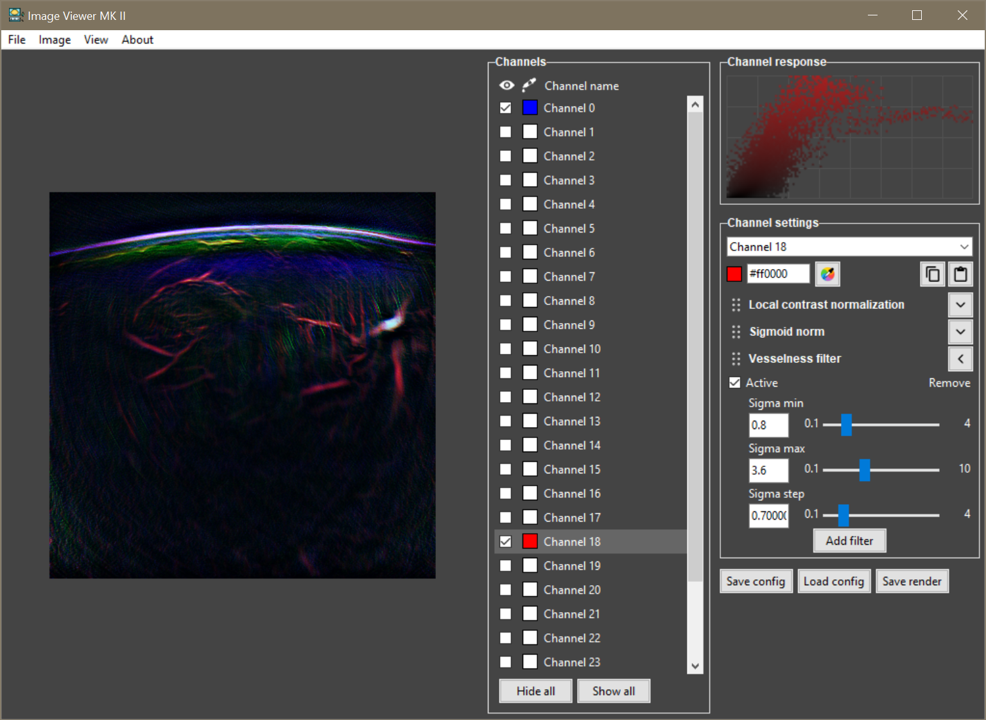 Image Viewer MK II
File Image View About
Channels
Channel name
Channel 0
Channel 1
Channel 2
Channel 3
Channel 4
Channel 5
Channel 6
Channel 7
Channel 8
Channel 9
Channel 10
Channel 11
Channel 12
Channel 13
Channel 14
Channel 15
Channel 16
Channel 17
Channel 18
Channel 19
Channel 20
Channel 21
Channel 22
Channel 23
Hide all Show all
Channel response
Channel settings
Channel 18
#ff0000
Local contrast normalization
Sigmoid norm
Vesselness filter
Active Remove
Sigma min
0.8 0.1 4
Sigma max
3.6 0.1 10
Sigma step
0.7000 0.1 4
Add filter
Save config Load config Save render